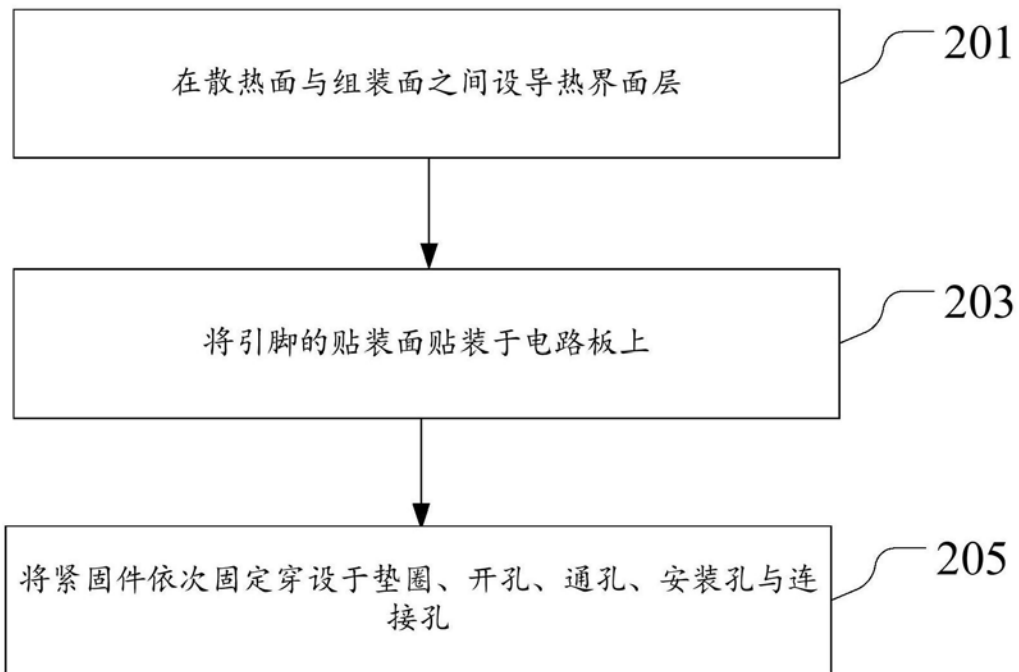 在散热面与组装面之间设导热界面层
201
将引脚的贴装面贴装于电路板上
203
将紧固件依次固定穿设于垫圈、开孔、通孔、安装孔与连
接孔
205